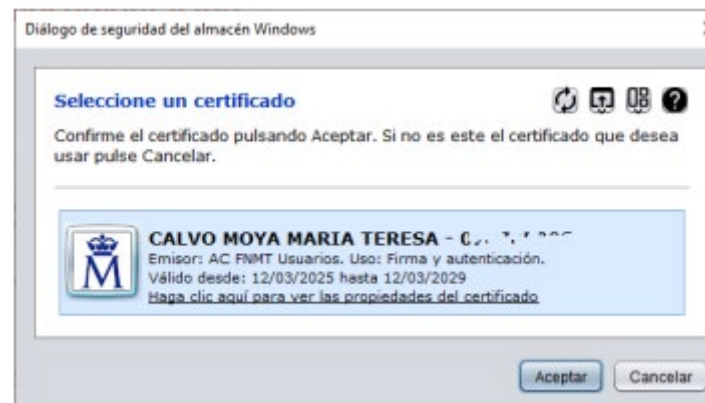 Diálogo de seguridad del almacén Windows
Seleccione un certificado
Confirme el certificado pulsando Aceptar. Si no es este el certificado que desea
usar pulse Cancelar.
CALVO MOYA MARIA TERESA -
Emisor: AC FNMT Usuarios. Uso: Firma y autenticación.
Válido desde: 12/03/2025 hasta 12/03/2029
Haga clic aquí para ver las propiedades del certificado
Aceptar Cancelar